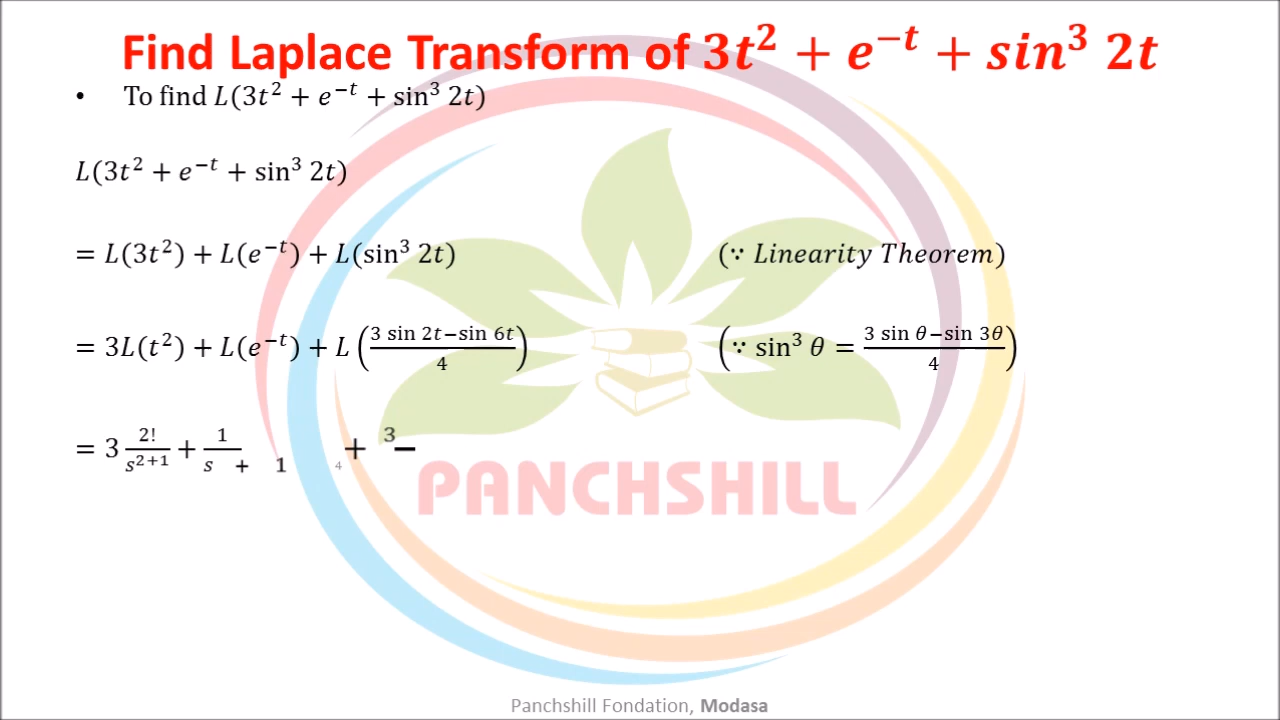 Find Laplace Transform of 3t² + e⁻ᵗ + sin³ 2t
• To find L(3t² + e⁻ᵗ + sin³ 2t)
L(3t² + e⁻ᵗ + sin³ 2t)
= L(3t²) + L(e⁻ᵗ) + L(sin³ 2t) (∵ Linearity Theorem)
= 3L(t²) + L(e⁻ᵗ) + L((3 sin 2t−sin 6t)/4) (∵ sin³ θ = (3 sin θ−sin 3θ)/4)
= 3 2!/s²⁺¹ + 1/(s + 1) + 3/4
PANCHSHILL
Panchshill Fondation, Modasa